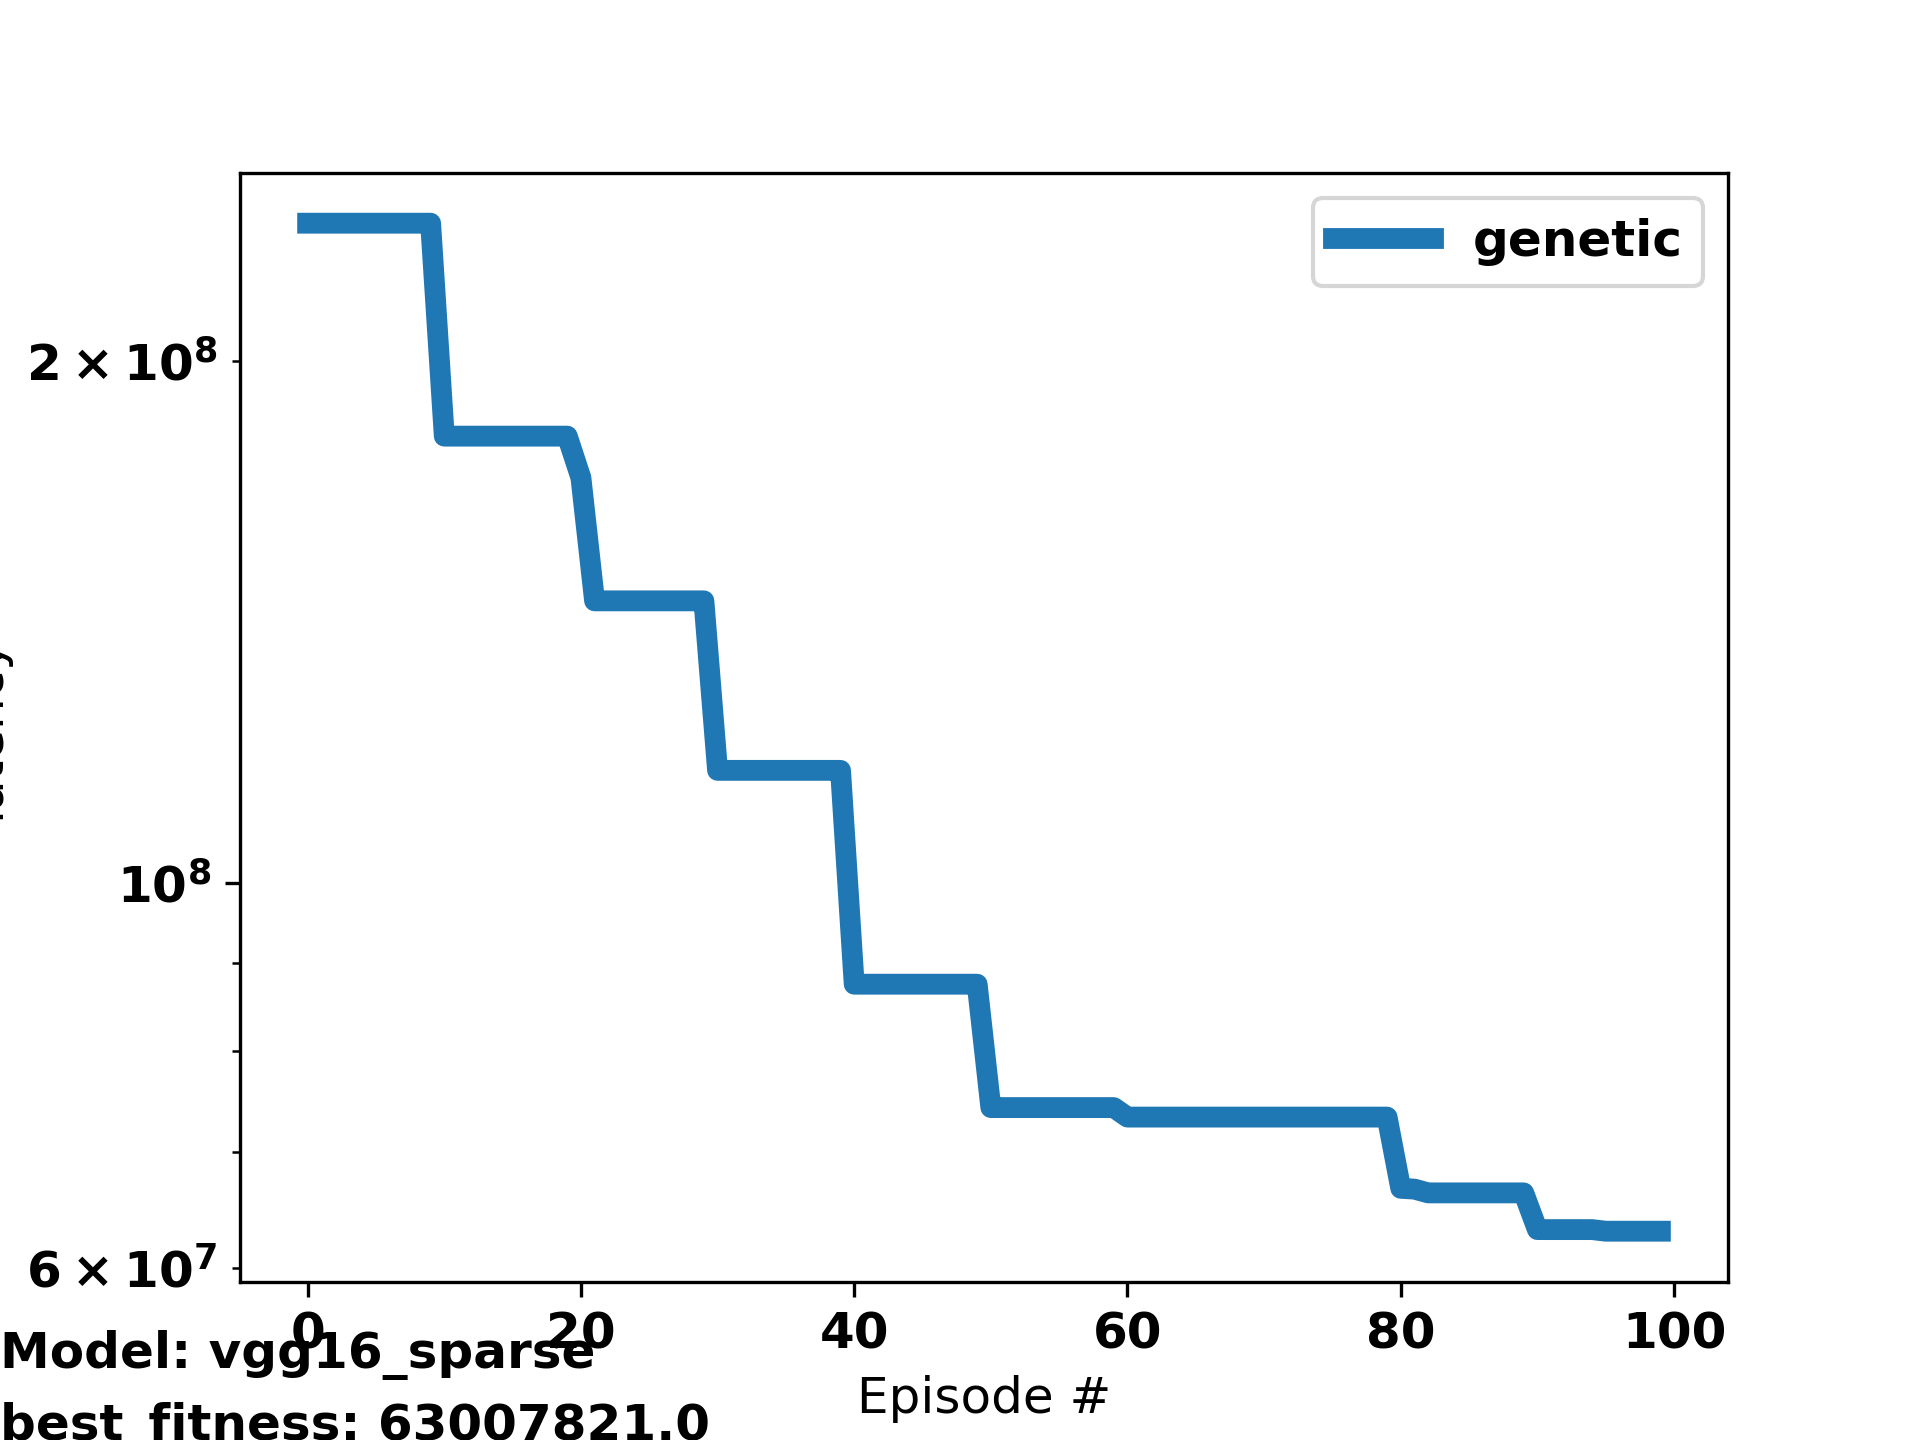 genetic
2 × 10⁸
10⁸
6 × 10⁷
0 20 40 60 80 100
Episode #
Model: vgg16_sparse
best_fitness: 63007821.0